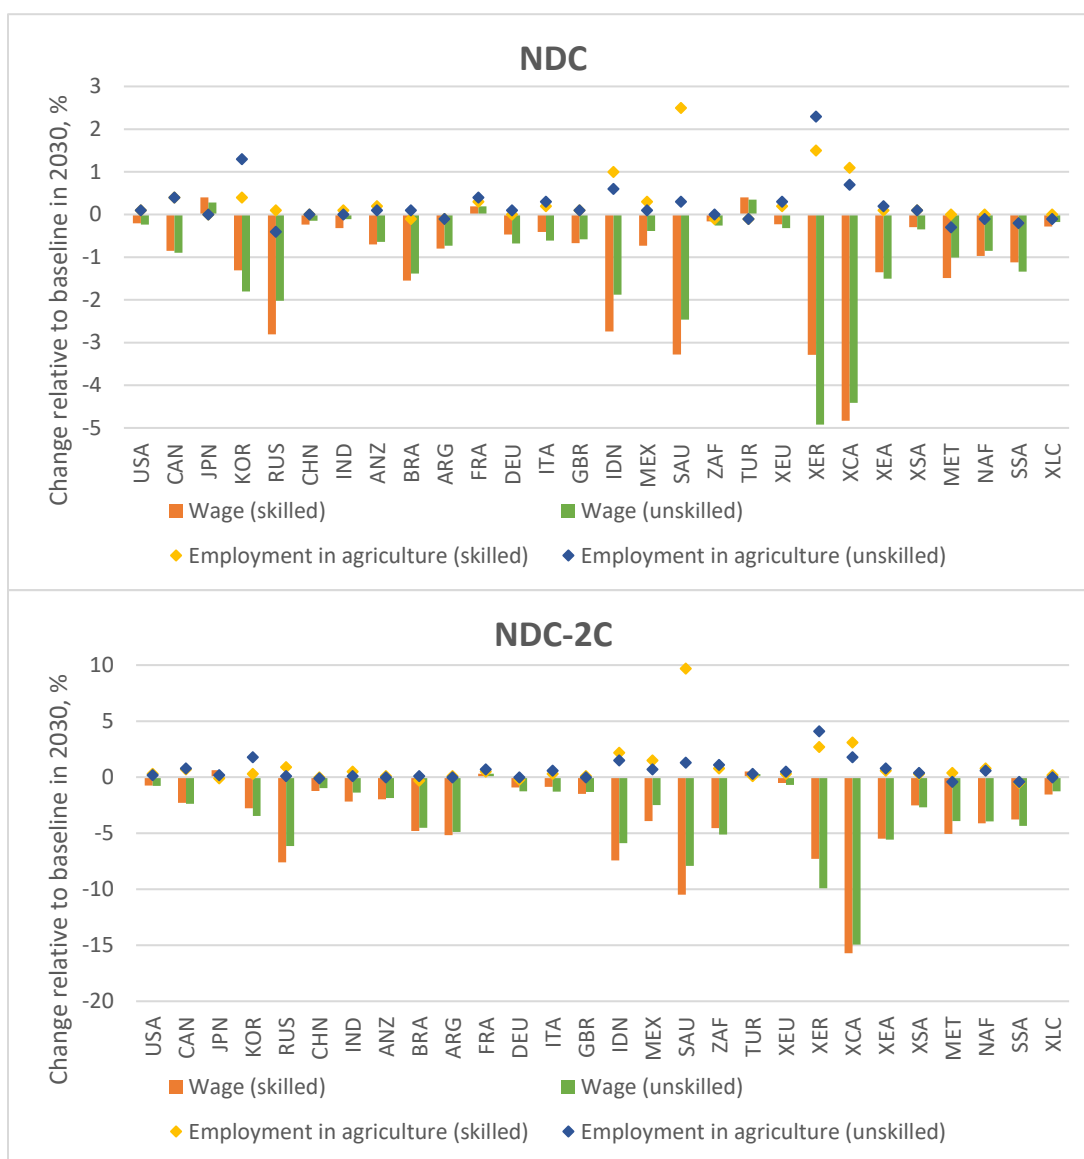 NDC
Change relative to baseline in 2030, %
3
2
1
0
-1
-2
-3
-4
-5
USA CAN JPN KOR RUS CHN IND ANZ BRA ARG FRA DEU ITA GBR IDN MEX SAU ZAF TUR XEU XER XCA XEA XSA MET NAF SSA XLC
Wage (skilled) Wage (unskilled)
Employment in agriculture (skilled) Employment in agriculture (unskilled)
NDC-2C
Change relative to baseline in 2030, %
10
5
0
-5
-10
-15
-20
USA CAN JPN KOR RUS CHN IND ANZ BRA ARG FRA DEU ITA GBR IDN MEX SAU ZAF TUR XEU XER XCA XEA XSA MET NAF SSA XLC
Wage (skilled) Wage (unskilled)
Employment in agriculture (skilled) Employment in agriculture (unskilled)